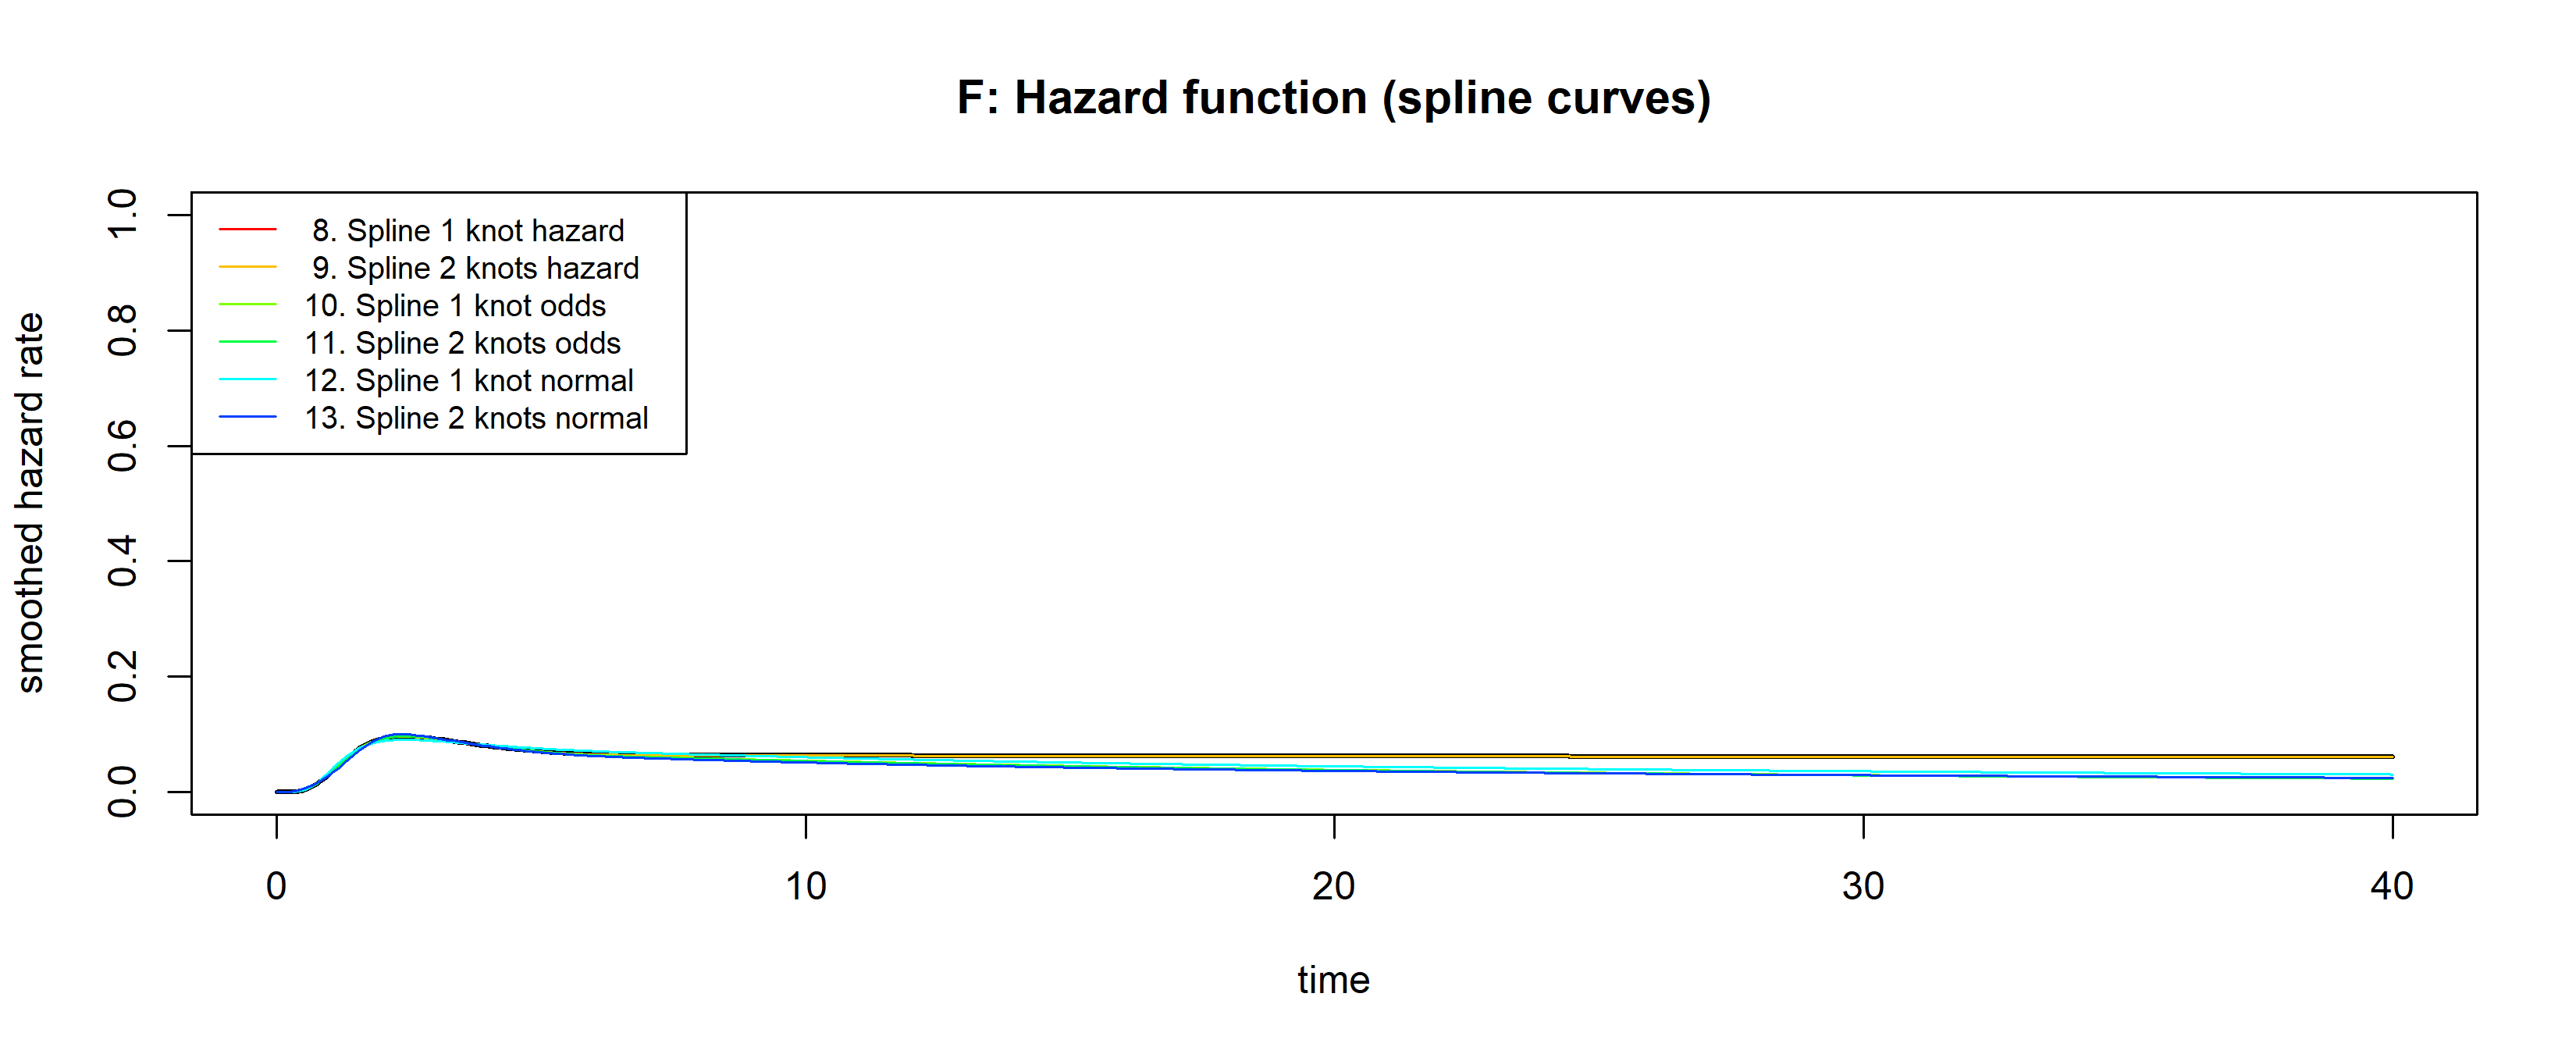 F: Hazard function (spline curves)
smoothed hazard rate
1.0
0.8
0.6
0.4
0.2
0.0
8. Spline 1 knot hazard
9. Spline 2 knots hazard
10. Spline 1 knot odds
11. Spline 2 knots odds
12. Spline 1 knot normal
13. Spline 2 knots normal
0 10 20 30 40
time